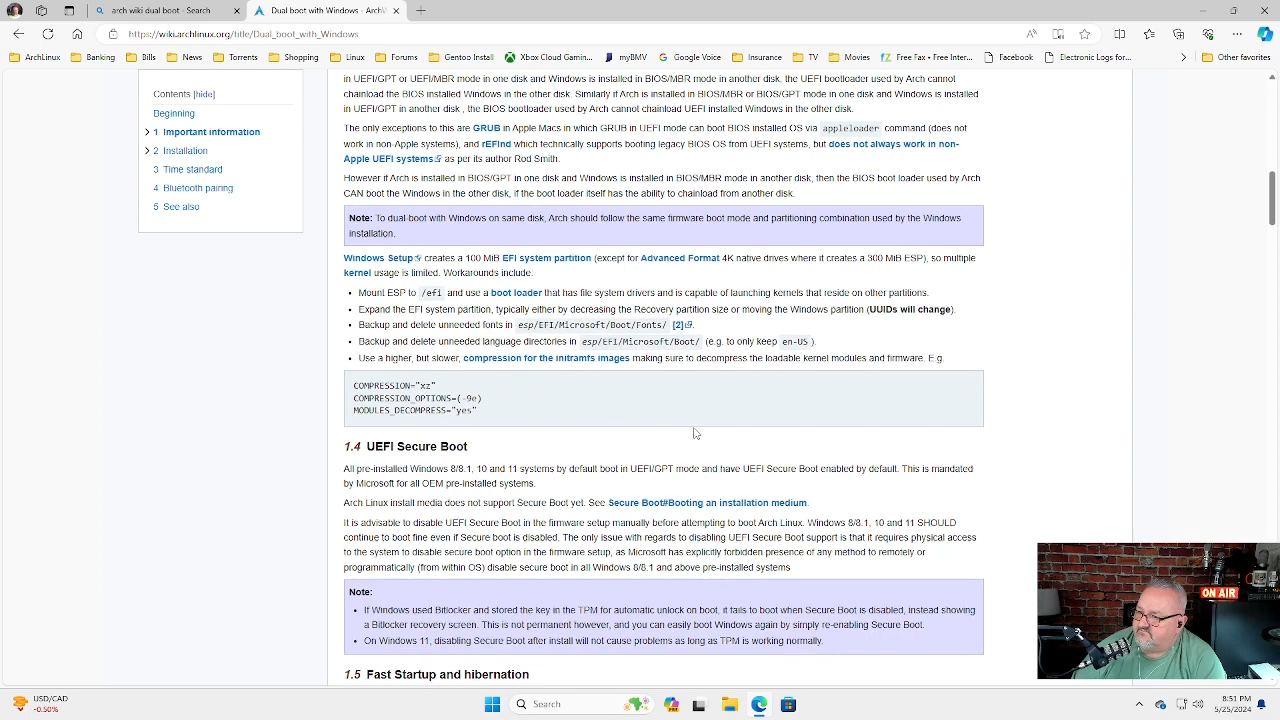 arch wiki dual boot - Search
Dual boot with Windows - ArchW
https://wiki.archlinux.org/title/Dual_boot_with_Windows
ArchLinux Banking Bills News Torrents Shopping Linux Forums Gentoo Install Xbox Cloud Gaming... myBMV Google Voice Insurance TV Movies Free Fax • Free Inter... Facebook Electronic Logs for... Other favorites
Contents [hide]
Beginning
1 Important information
2 Installation
3 Time standard
4 Bluetooth pairing
5 See also
in UEFI/GPT or UEFI/MBR mode in one disk and Windows is installed in BIOS/MBR mode in another disk, the UEFI bootloader used by Arch cannot
chainload the BIOS installed Windows in the other disk. Similarly if Arch is installed in BIOS/MBR or BIOS/GPT mode in one disk and Windows is installed
in UEFI/GPT in another disk , the BIOS bootloader used by Arch cannot chainload UEFI installed Windows in the other disk.
The only exceptions to this are GRUB in Apple Macs in which GRUB in UEFI mode can boot BIOS installed OS via appleloader command (does not
work in non-Apple systems), and rEFInd which technically supports booting legacy BIOS OS from UEFI systems, but does not always work in non-
Apple UEFI systems as per its author Rod Smith.
However if Arch is installed in BIOS/GPT in one disk and Windows is installed in BIOS/MBR mode in another disk, then the BIOS boot loader used by Arch
CAN boot the Windows in the other disk, if the boot loader itself has the ability to chainload from another disk.
Note: To dual-boot with Windows on same disk, Arch should follow the same firmware boot mode and partitioning combination used by the Windows
installation.
Windows Setup creates a 100 MiB EFI system partition (except for Advanced Format 4K native drives where it creates a 300 MiB ESP), so multiple
kernel usage is limited. Workarounds include:
• Mount ESP to /efi and use a boot loader that has file system drivers and is capable of launching kernels that reside on other partitions.
• Expand the EFI system partition, typically either by decreasing the Recovery partition size or moving the Windows partition (UUIDs will change).
• Backup and delete unneeded fonts in esp/EFI/Microsoft/Boot/Fonts/ [2].
• Backup and delete unneeded language directories in esp/EFI/Microsoft/Boot/ (e.g. to only keep en-US ).
• Use a higher, but slower, compression for the initramfs images making sure to decompress the loadable kernel modules and firmware. E.g.
COMPRESSION="xz"
COMPRESSION_OPTIONS=(-9e)
MODULES_DECOMPRESS="yes"
1.4 UEFI Secure Boot
All pre-installed Windows 8/8.1, 10 and 11 systems by default boot in UEFI/GPT mode and have UEFI Secure Boot enabled by default. This is mandated
by Microsoft for all OEM pre-installed systems.
Arch Linux install media does not support Secure Boot yet. See Secure Boot#Booting an installation medium.
It is advisable to disable UEFI Secure Boot in the firmware setup manually before attempting to boot Arch Linux. Windows 8/8.1, 10 and 11 SHOULD
continue to boot fine even if Secure boot is disabled. The only issue with regards to disabling UEFI Secure Boot support is that it requires physical access
to the system to disable secure boot option in the firmware setup, as Microsoft has explicitly forbidden presence of any method to remotely or
programmatically (from within OS) disable secure boot in all Windows 8/8.1 and above pre-installed systems
Note:
• If Windows used Bitlocker and stored the key in the TPM for automatic unlock on boot, it fails to boot when Secure Boot is disabled, instead showing
a Bitlocker recovery screen. This is not permanent however, and you can easily boot Windows again by simply re-enabling Secure Boot.
• On Windows 11, disabling Secure Boot after install will not cause problems as long as TPM is working normally.
1.5 Fast Startup and hibernation
ON AIR
USD/CAD
-0.50%
Search
8:51 PM
5/25/2024